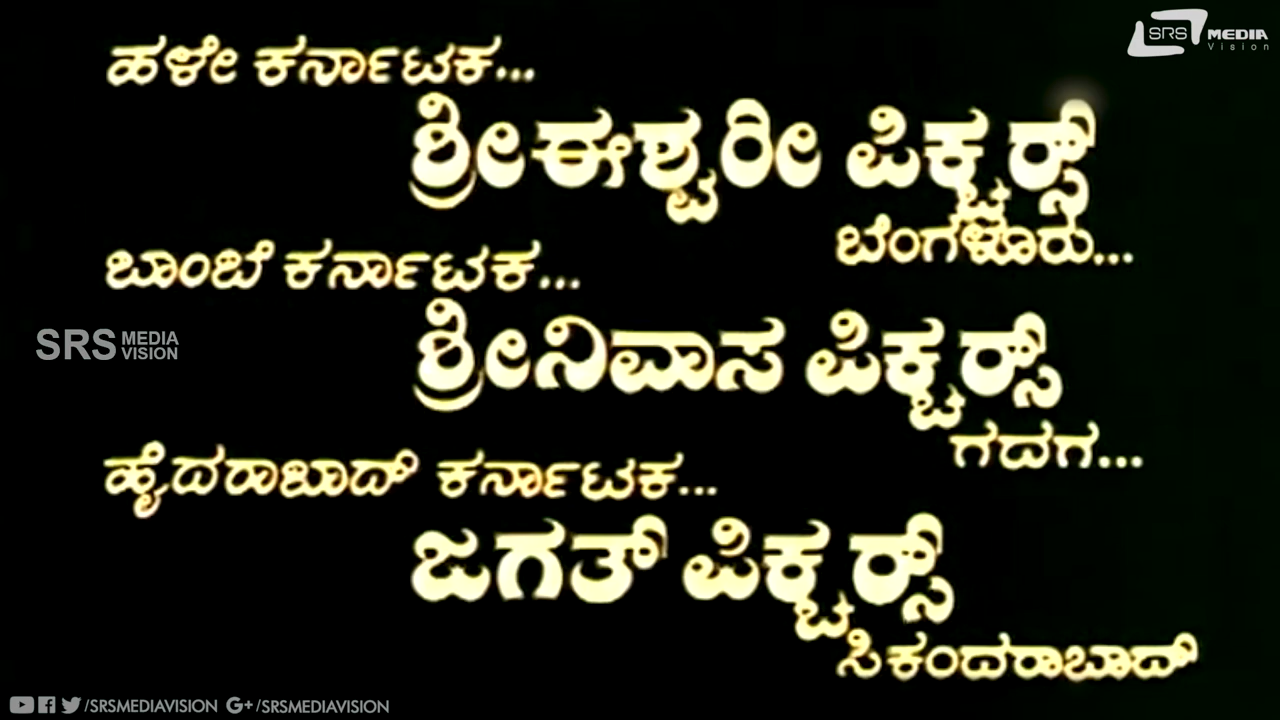 SRS MEDIA
Vision
ಹಳೇ ಕರ್ನಾಟಕ...
ಶ್ರೀಈಶ್ವರೀ ಪಿಕ್ಚರ‍್ಸ್
ಬೆಂಗಳೂರು...
ಬಾಂಬೆ ಕರ್ನಾಟಕ...
ಶ್ರೀನಿವಾಸ ಪಿಕ್ಚರ‍್ಸ್
SRS MEDIA
VISION
ಗದಗ...
ಹೈದರಾಬಾದ್ ಕರ್ನಾಟಕ...
ಜಗತ್ ಪಿಕ್ಚರ‍್ಸ್
ಸಿಕಂದರಾಬಾದ್
/SRSMEDIAVISION G+/SRSMEDIAVISION